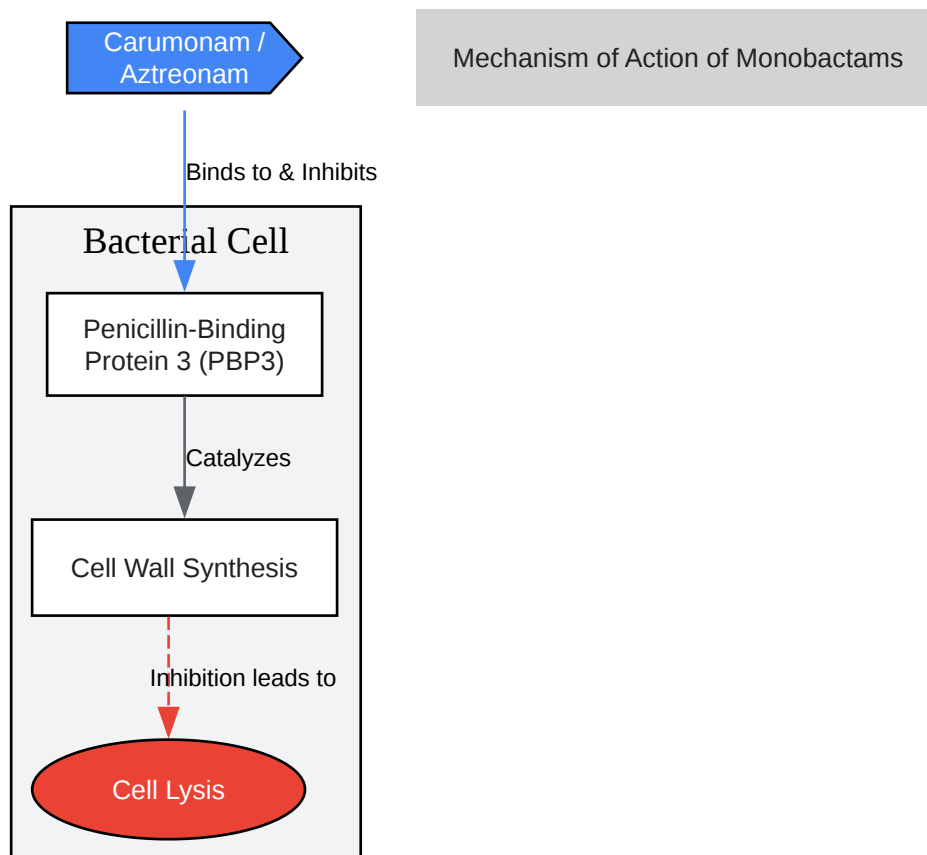 Carumonam /
Aztreonam
Mechanism of Action of Monobactams
Binds to & Inhibits
Bacterial Cell
Penicillin-Binding
Protein 3 (PBP3)
Catalyzes
Cell Wall Synthesis
Inhibition leads to
Cell Lysis